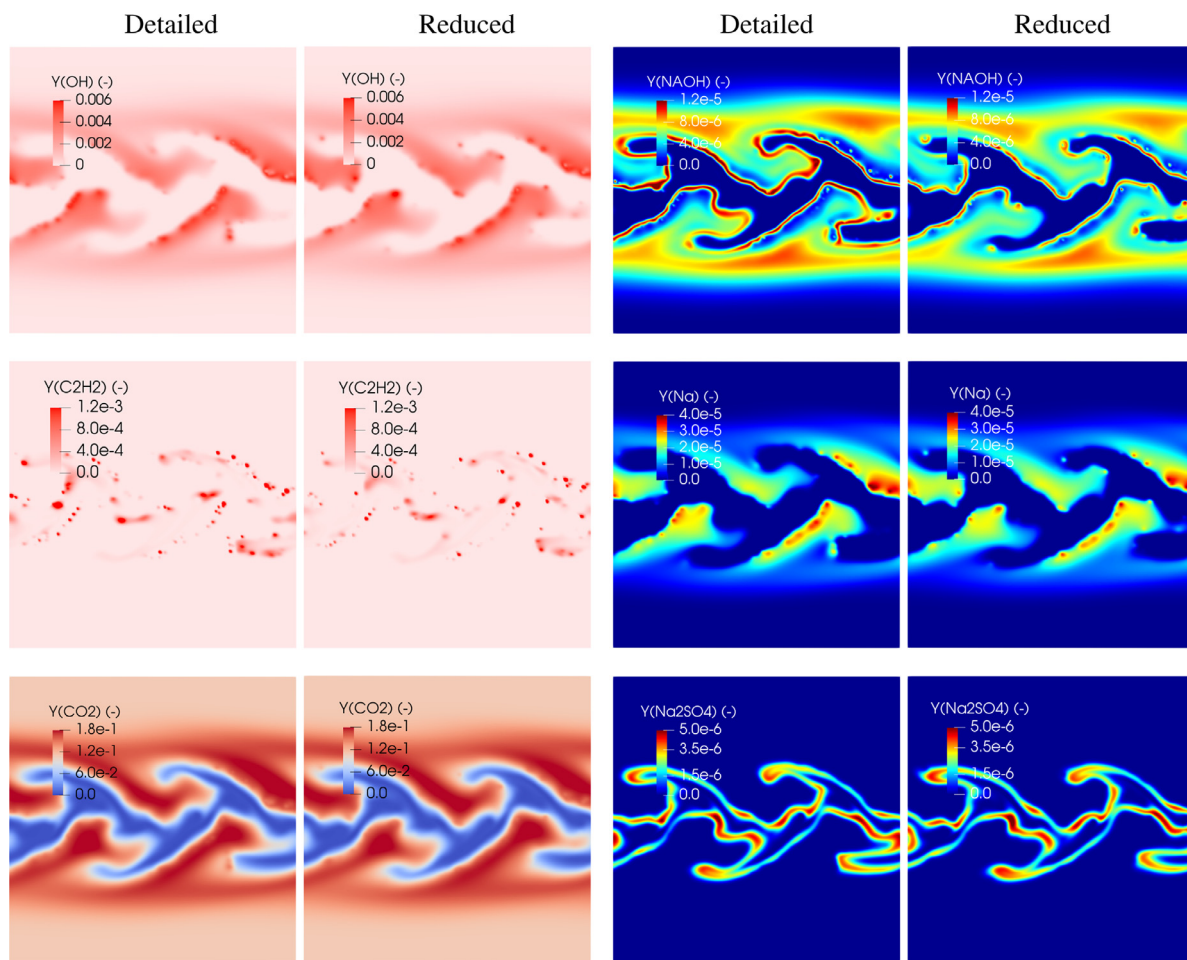 Detailed Reduced Detailed Reduced
Y(OH) (-)
0.006
0.004
0.002
0
Y(OH) (-)
0.006
0.004
0.002
0
Y(NAOH) (-)
1.2e-5
8.0e-6
4.0e-6
0.0
Y(NAOH) (-)
1.2e-5
8.0e-6
4.0e-6
0.0
Y(C2H2) (-)
1.2e-3
8.0e-4
4.0e-4
0.0
Y(C2H2) (-)
1.2e-3
8.0e-4
4.0e-4
0.0
Y(Na) (-)
4.0e-5
3.0e-5
2.0e-5
1.0e-5
0.0
Y(Na) (-)
4.0e-5
3.0e-5
2.0e-5
1.0e-5
0.0
Y(CO2) (-)
1.8e-1
1.2e-1
6.0e-2
0.0
Y(CO2) (-)
1.8e-1
1.2e-1
6.0e-2
0.0
Y(Na2SO4) (-)
5.0e-6
3.5e-6
1.5e-6
0.0
Y(Na2SO4) (-)
5.0e-6
3.5e-6
1.5e-6
0.0